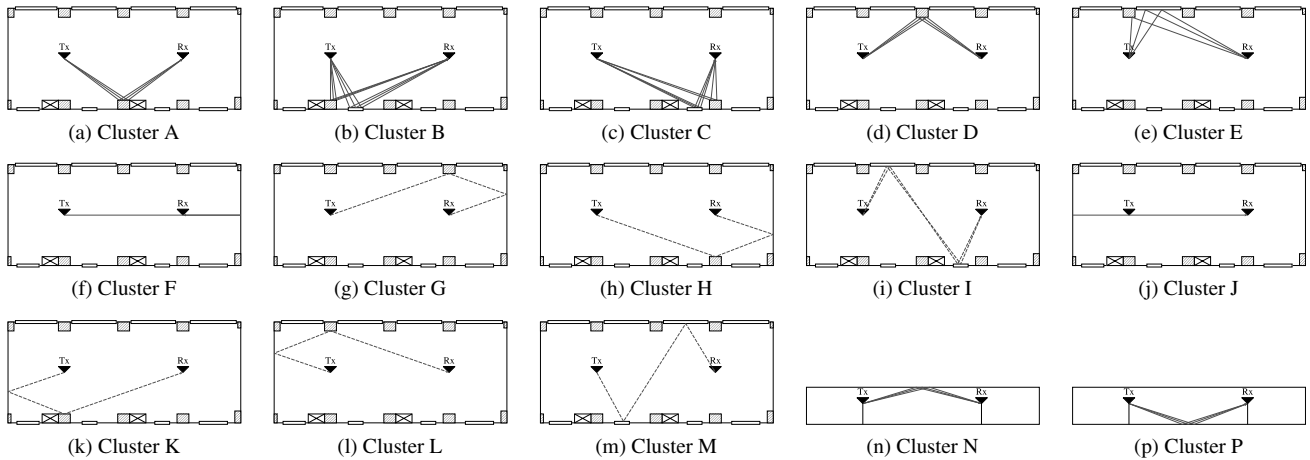 Tx Rx
Tx Rx
Tx Rx
Tx Rx
Tx Rx
(a) Cluster A
(b) Cluster B
(c) Cluster C
(d) Cluster D
(e) Cluster E
Tx Rx
Tx Rx
Tx Rx
Tx Rx
Tx Rx
(f) Cluster F
(g) Cluster G
(h) Cluster H
(i) Cluster I
(j) Cluster J
Tx Rx
Tx Rx
Tx Rx
Tx Rx
Tx Rx
(k) Cluster K
(l) Cluster L
(m) Cluster M
(n) Cluster N
(p) Cluster P